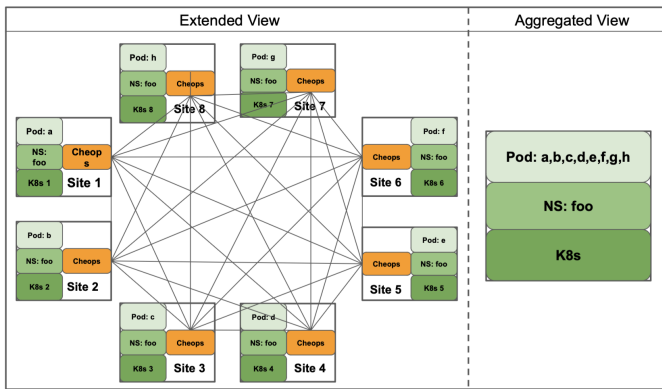 Extended View
Aggregated View
Pod: h
NS: foo
Cheops
K8s 8
Site 8
Pod: g
NS: foo
Cheops
K8s 7
Site 7
Pod: a
NS:
foo
Cheop
s
K8s 1
Site 1
Pod: f
Cheops
NS: foo
Site 6
K8s 6
Pod: b
NS: foo
Cheops
K8s 2
Site 2
Pod: e
Cheops
NS: foo
Site 5
K8s 5
Pod: c
NS: foo
Cheops
K8s 3
Site 3
Pod: d
NS: foo
Cheops
K8s 4
Site 4
Pod: a,b,c,d,e,f,g,h
NS: foo
K8s